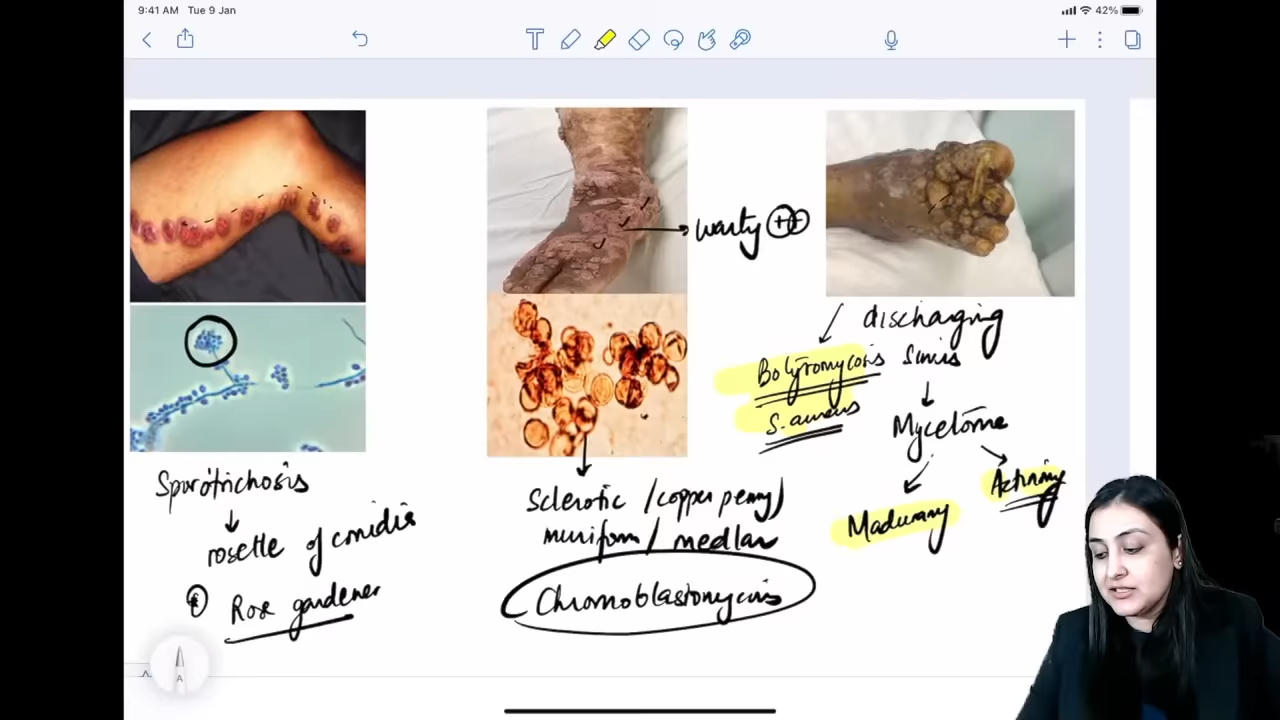 9:41 AM Tue 9 Jan
42%
T
warty ++
discharging
Sinus
Botryomycosis
S. aureus
Mycetoma
Maduramy
Actinomy
Sporotrichosis
rosette of conidia
Rose gardener
Sclerotic / copper penny /
muriform / medlar
Chromoblastomycosis
A